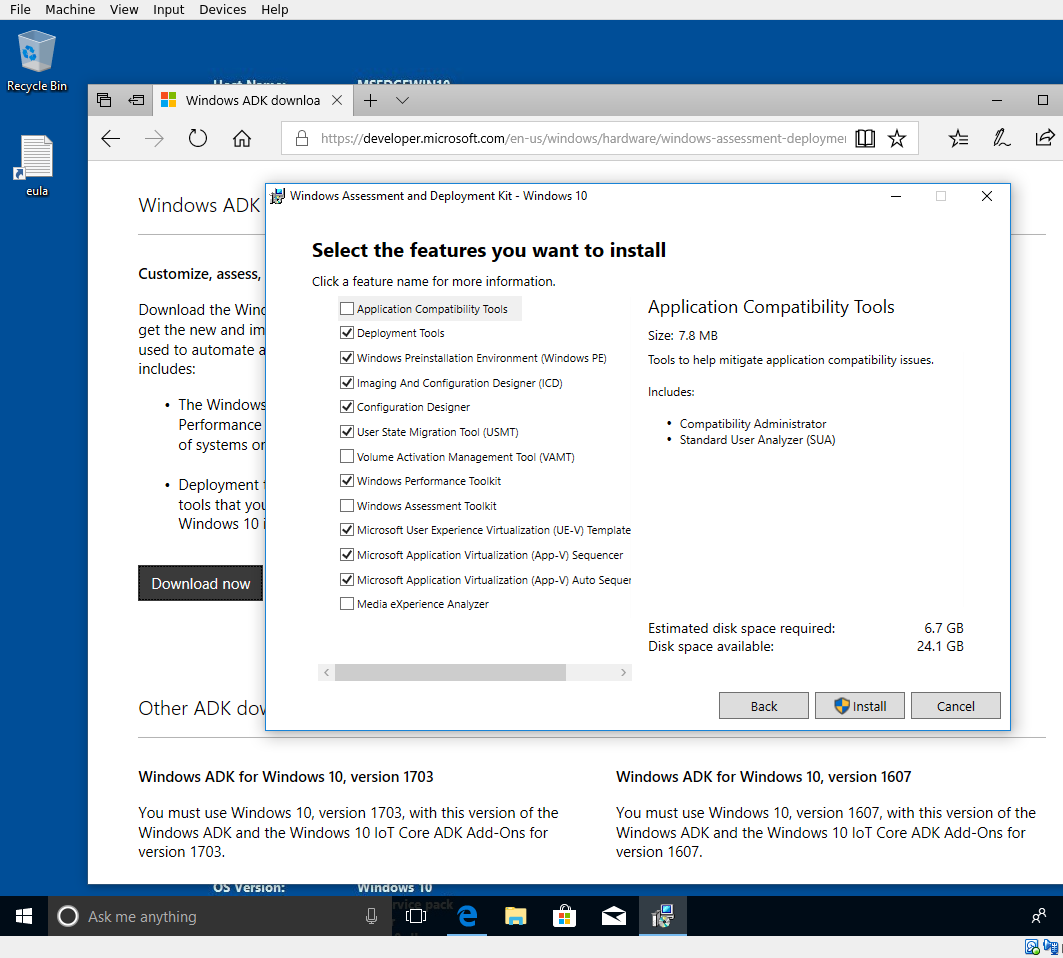 File Machine View Input Devices Help
Recycle Bin
MSEDGEWIN10
eula
Windows ADK downloa
https://developer.microsoft.com/en-us/windows/hardware/windows-assessment-deployme
Windows ADK
Customize, assess,
Download the Wind
get the new and im
used to automate a
includes:
• The Windows
Performance
of systems or
• Deployment
tools that you
Windows 10 i
Download now
Windows Assessment and Deployment Kit - Windows 10
Select the features you want to install
Click a feature name for more information.
Application Compatibility Tools
Deployment Tools
Windows Preinstallation Environment (Windows PE)
Imaging And Configuration Designer (ICD)
Configuration Designer
User State Migration Tool (USMT)
Volume Activation Management Tool (VAMT)
Windows Performance Toolkit
Windows Assessment Toolkit
Microsoft User Experience Virtualization (UE-V) Template
Microsoft Application Virtualization (App-V) Sequencer
Microsoft Application Virtualization (App-V) Auto Sequer
Media eXperience Analyzer
Application Compatibility Tools
Size: 7.8 MB
Tools to help mitigate application compatibility issues.
Includes:
• Compatibility Administrator
• Standard User Analyzer (SUA)
Estimated disk space required: 6.7 GB
Disk space available: 24.1 GB
Back Install Cancel
Other ADK dov
Windows ADK for Windows 10, version 1703
You must use Windows 10, version 1703, with this version of the
Windows ADK and the Windows 10 IoT Core ADK Add-Ons for
version 1703.
Windows ADK for Windows 10, version 1607
You must use Windows 10, version 1607, with this version of the
Windows ADK and the Windows 10 IoT Core ADK Add-Ons for
version 1607.
OS Version: Windows 10
ervice pack
Ask me anything